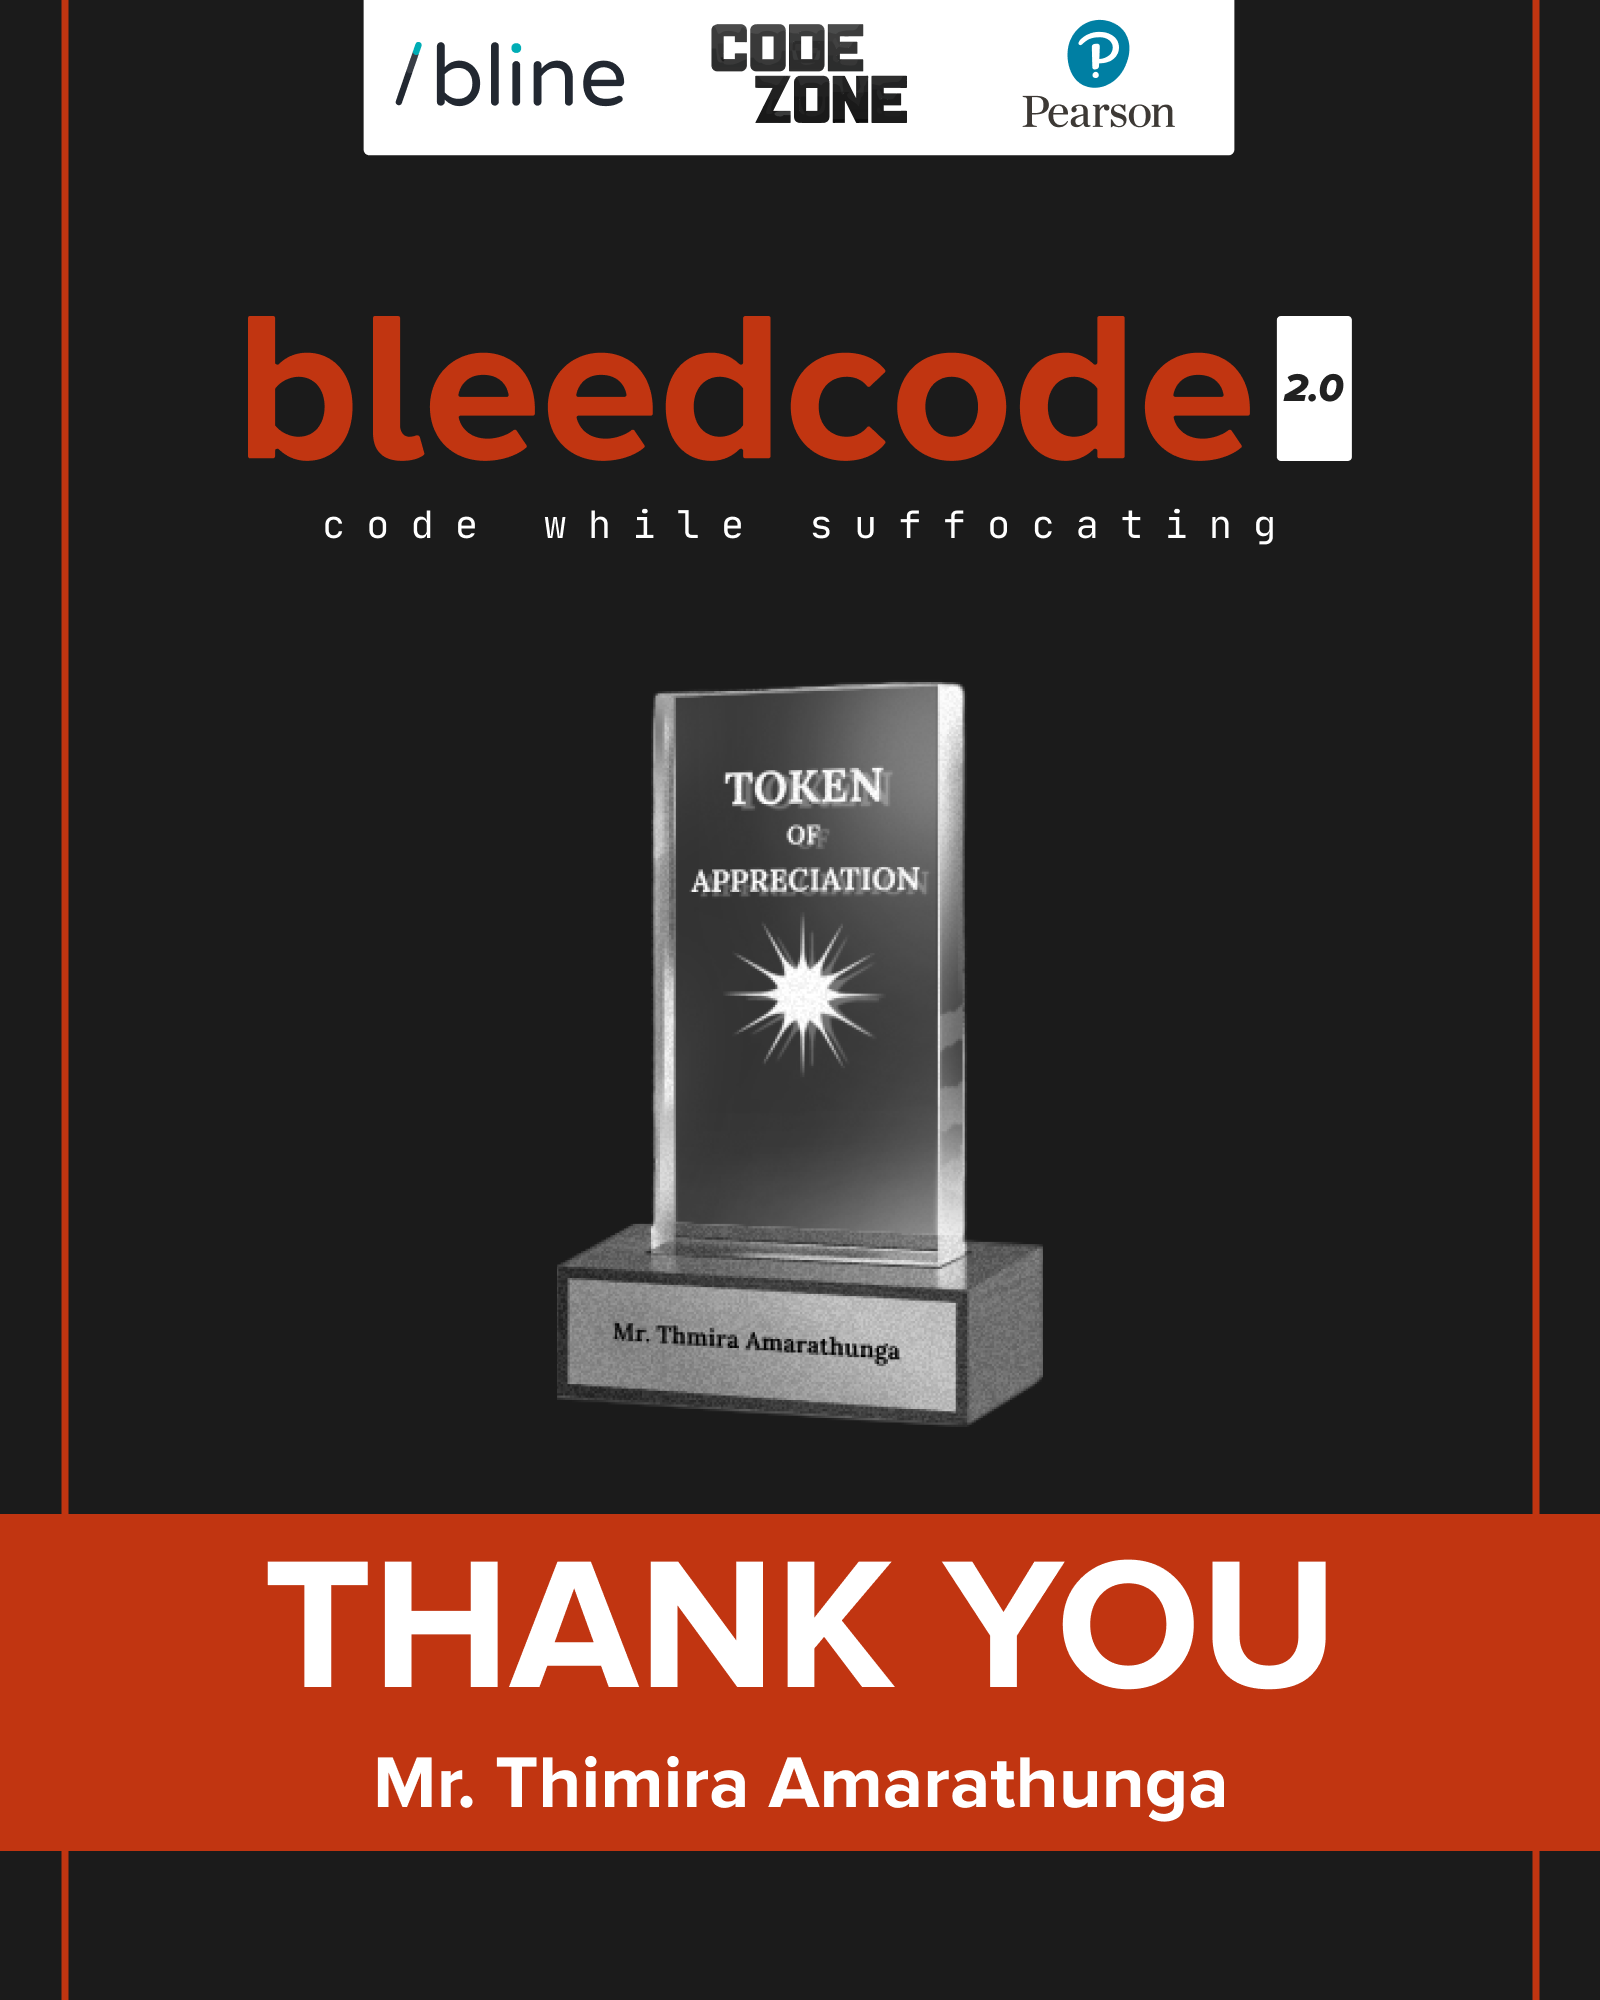 /bline
CODE
ZONE
Pearson
bleedcode 2.0
code while suffocating
TOKEN
OF
APPRECIATION
Mr. Thmira Amarathunga
THANK YOU
Mr. Thimira Amarathunga